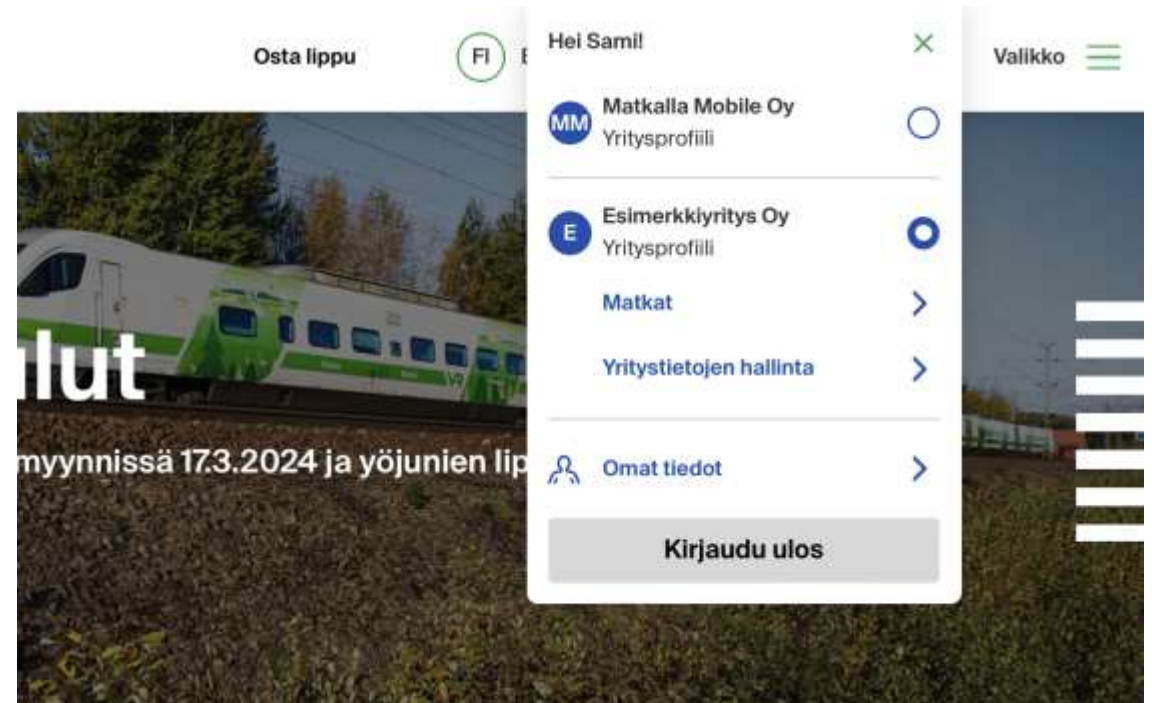 Osta lippu
FI
Hei Sami!
Valikko
MM
Matkalla Mobile Oy
Yritysprofiili
E
Esimerkkiyritys Oy
Yritysprofiili
Matkat
Yritystietojen hallinta
VR
lut
myynnissä 17.3.2024 ja yöjunien lip
Omat tiedot
Kirjaudu ulos